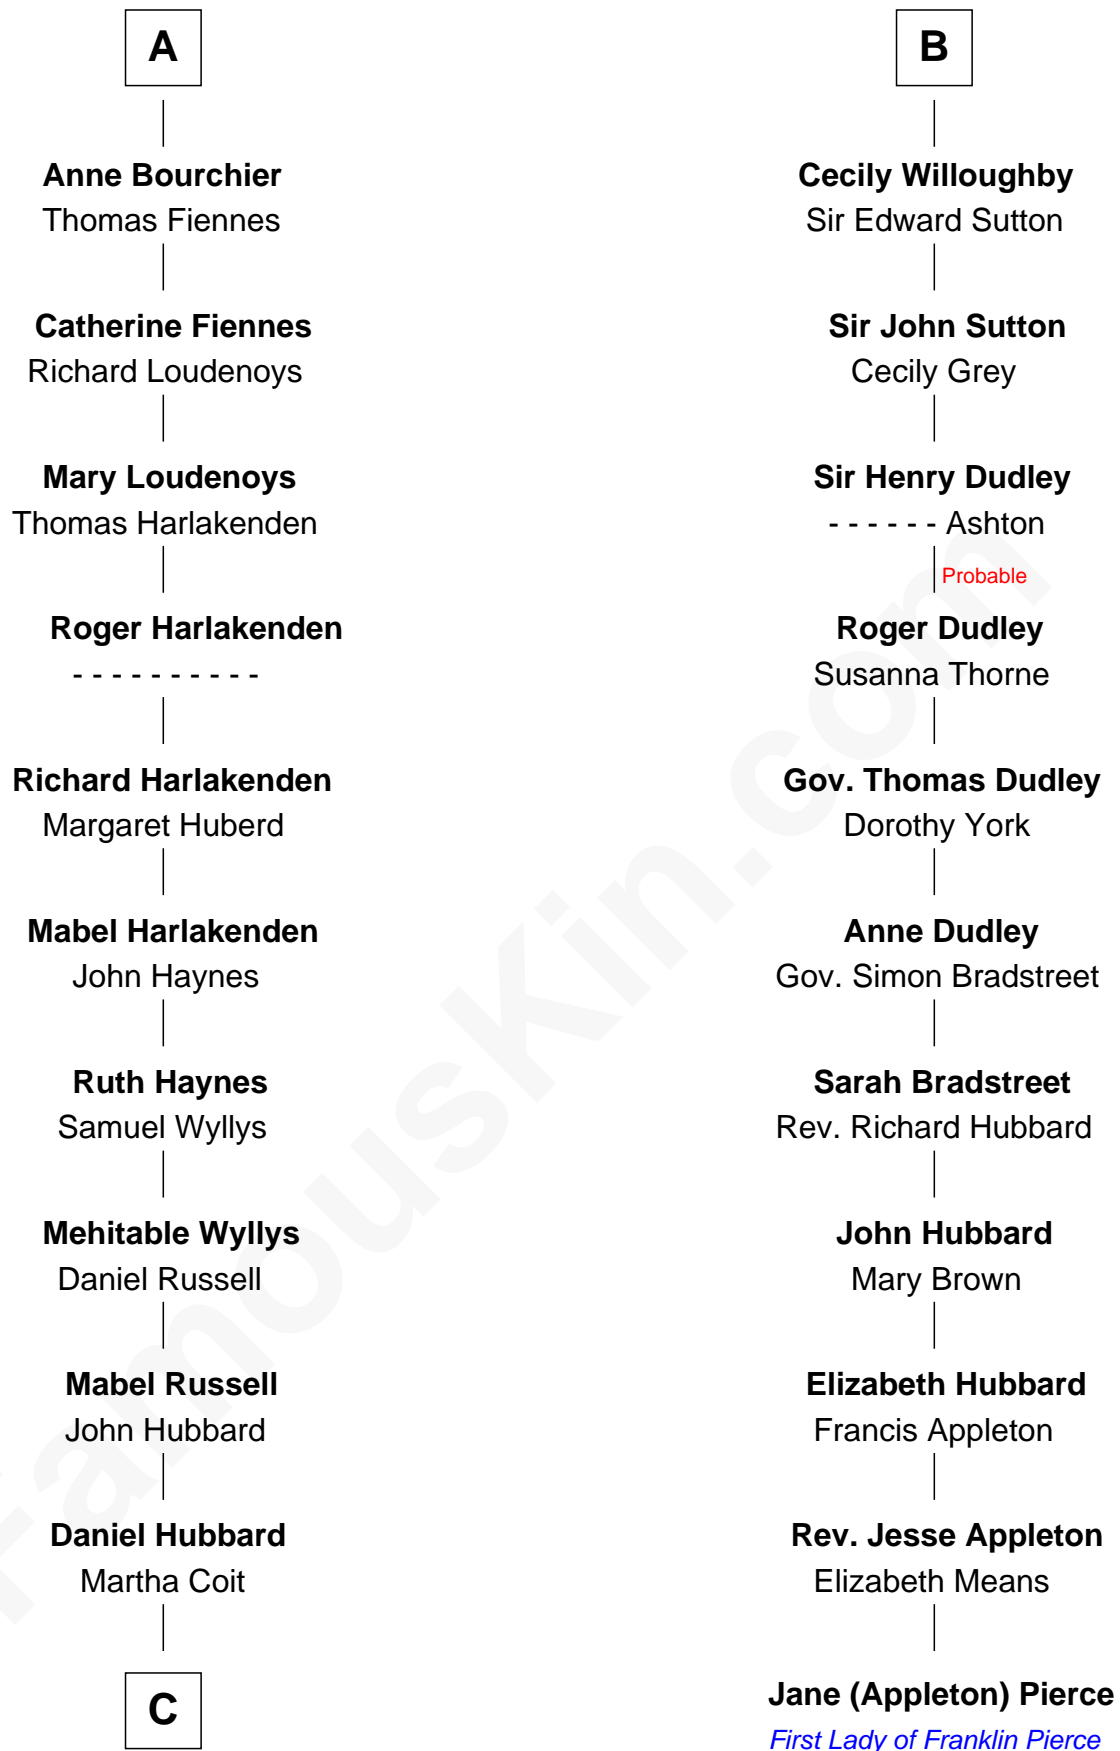 A
Anne Bourchier
Thomas Fiennes
Catherine Fiennes
Richard Loudenoys
Mary Loudenoys
Thomas Harlakenden
Roger Harlakenden
- - - - - - - - - -
Richard Harlakenden
Margaret Huberd
Mabel Harlakenden
John Haynes
Ruth Haynes
Samuel Wyllys
Mehitable Wyllys
Daniel Russell
Mabel Russell
John Hubbard
Daniel Hubbard
Martha Coit
C
B
Cecily Willoughby
Sir Edward Sutton
Sir John Sutton
Cecily Grey
Sir Henry Dudley
- - - - - - Ashton
Probable
Roger Dudley
Susanna Thorne
Gov. Thomas Dudley
Dorothy York
Anne Dudley
Gov. Simon Bradstreet
Sarah Bradstreet
Rev. Richard Hubbard
John Hubbard
Mary Brown
Elizabeth Hubbard
Francis Appleton
Rev. Jesse Appleton
Elizabeth Means
Jane (Appleton) Pierce
First Lady of Franklin Pierce
FamousKin.com